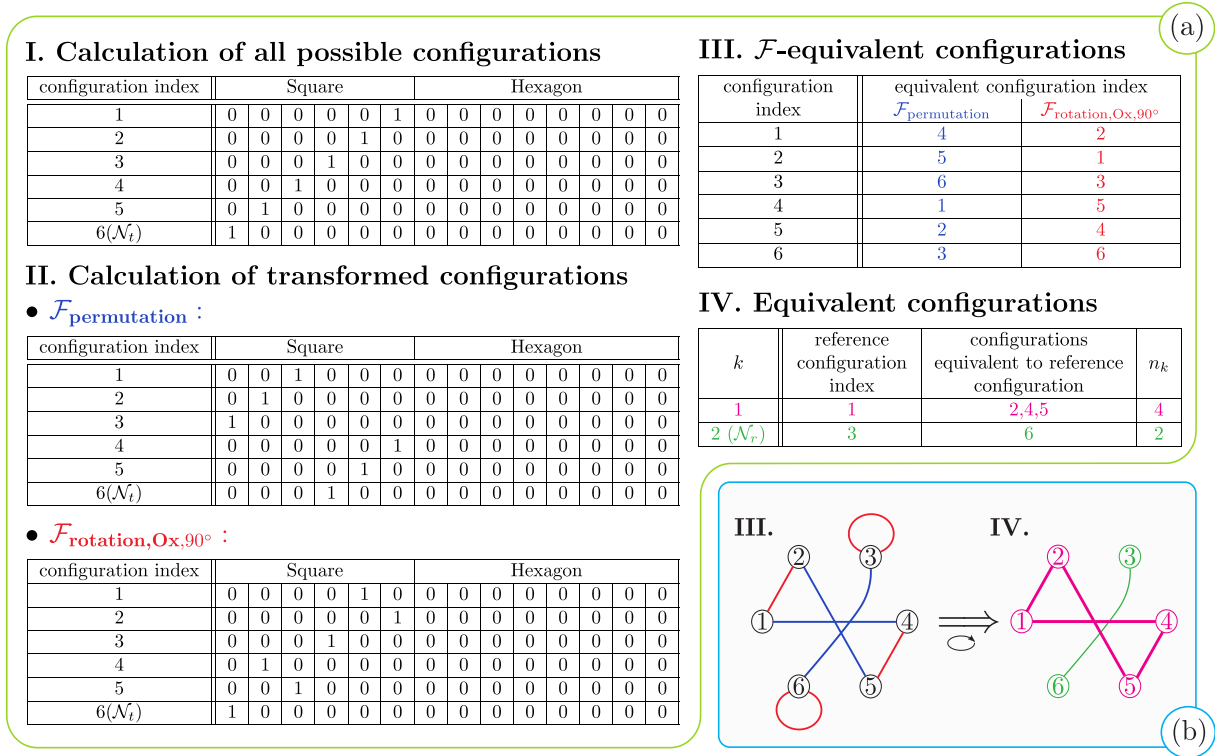 (a)
I. Calculation of all possible configurations
configuration index Square Hexagon
1 0 0 0 0 0 1 0 0 0 0 0 0 0 0
2 0 0 0 0 1 0 0 0 0 0 0 0 0 0
3 0 0 0 1 0 0 0 0 0 0 0 0 0 0
4 0 0 1 0 0 0 0 0 0 0 0 0 0 0
5 0 1 0 0 0 0 0 0 0 0 0 0 0 0
6(𝒩t) 1 0 0 0 0 0 0 0 0 0 0 0 0 0
II. Calculation of transformed configurations
• ℱpermutation :
configuration index Square Hexagon
1 0 0 1 0 0 0 0 0 0 0 0 0 0 0
2 0 1 0 0 0 0 0 0 0 0 0 0 0 0
3 1 0 0 0 0 0 0 0 0 0 0 0 0 0
4 0 0 0 0 0 1 0 0 0 0 0 0 0 0
5 0 0 0 0 1 0 0 0 0 0 0 0 0 0
6(𝒩t) 0 0 0 1 0 0 0 0 0 0 0 0 0 0
• ℱrotation,Ox,90° :
configuration index Square Hexagon
1 0 0 0 0 1 0 0 0 0 0 0 0 0 0
2 0 0 0 0 0 1 0 0 0 0 0 0 0 0
3 0 0 0 1 0 0 0 0 0 0 0 0 0 0
4 0 1 0 0 0 0 0 0 0 0 0 0 0 0
5 0 0 1 0 0 0 0 0 0 0 0 0 0 0
6(𝒩t) 1 0 0 0 0 0 0 0 0 0 0 0 0 0
III. ℱ-equivalent configurations
configuration equivalent configuration index
index ℱpermutation ℱrotation,Ox,90°
1 4 2
2 5 1
3 6 3
4 1 5
5 2 4
6 3 6
IV. Equivalent configurations
reference configurations
k configuration equivalent to reference nk
index configuration
1 1 2,4,5 4
2 (𝒩r) 3 6 2
III. IV.
2 3 2 3
1 4 ⟹ 1 4
6 5 6 5
(b)